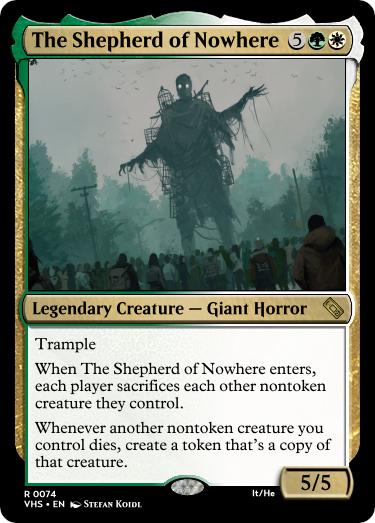 The Shepherd of Nowhere 5
Legendary Creature — Giant Horror
Trample
When The Shepherd of Nowhere enters,
each player sacrifices each other nontoken
creature they control.
Whenever another nontoken creature you
control dies, create a token that's a copy of
that creature.
5/5
R 0074
VHS • EN Stefan Koidl
It/He